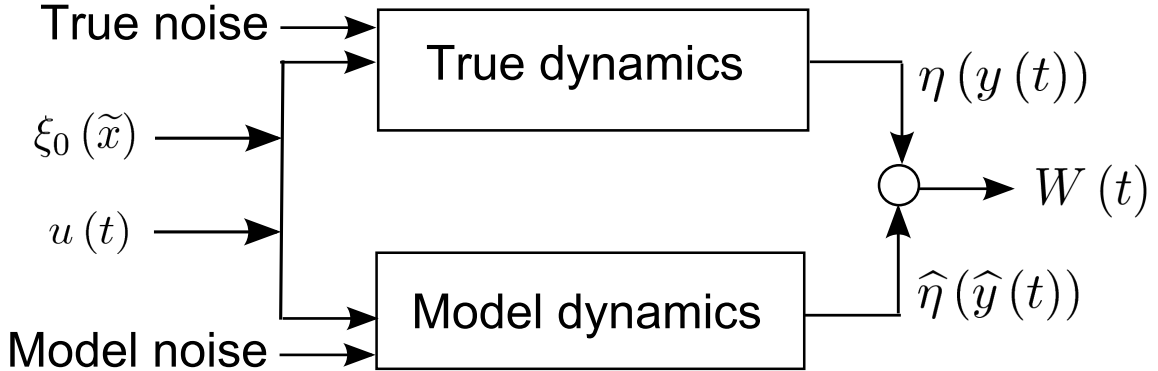 True noise
True dynamics
η (y (t))
ξ₀ (x̃)
W (t)
u (t)
η̂ (ŷ (t))
Model dynamics
Model noise